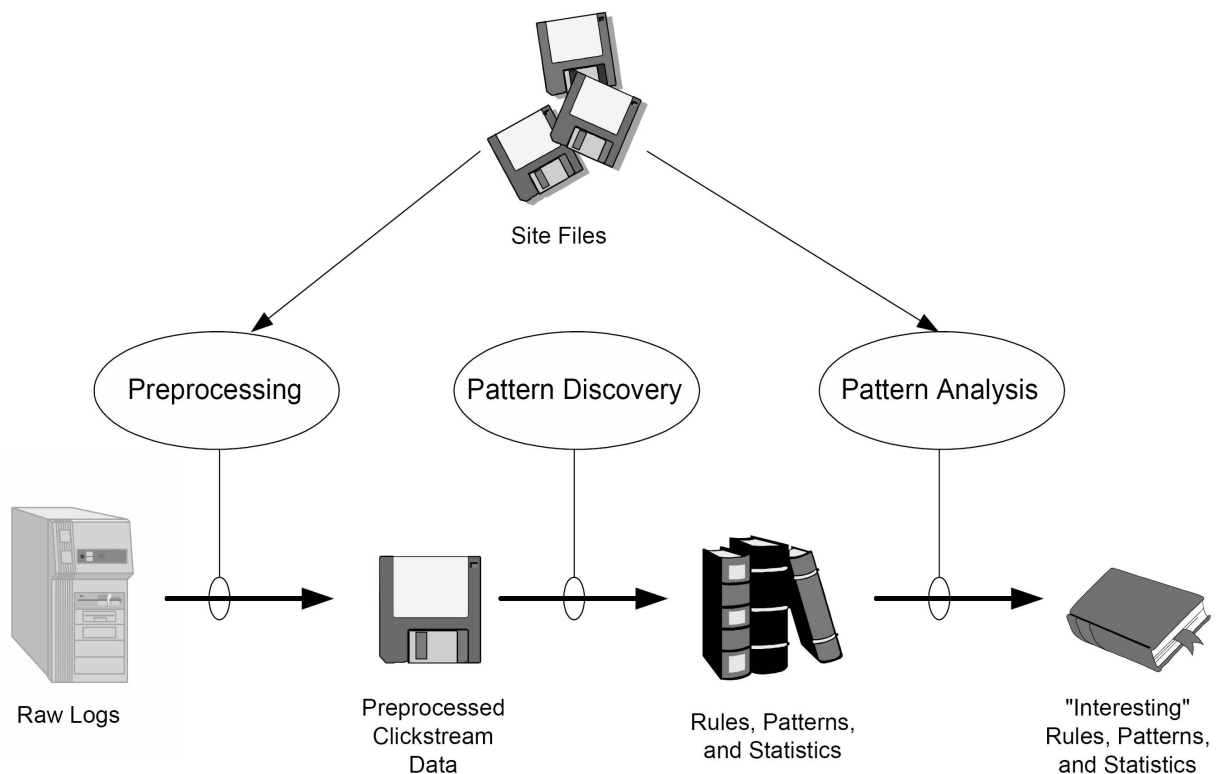 Site Files
Preprocessing
Pattern Discovery
Pattern Analysis
Raw Logs
Preprocessed
Clickstream
Data
Rules, Patterns,
and Statistics
"Interesting"
Rules, Patterns,
and Statistics